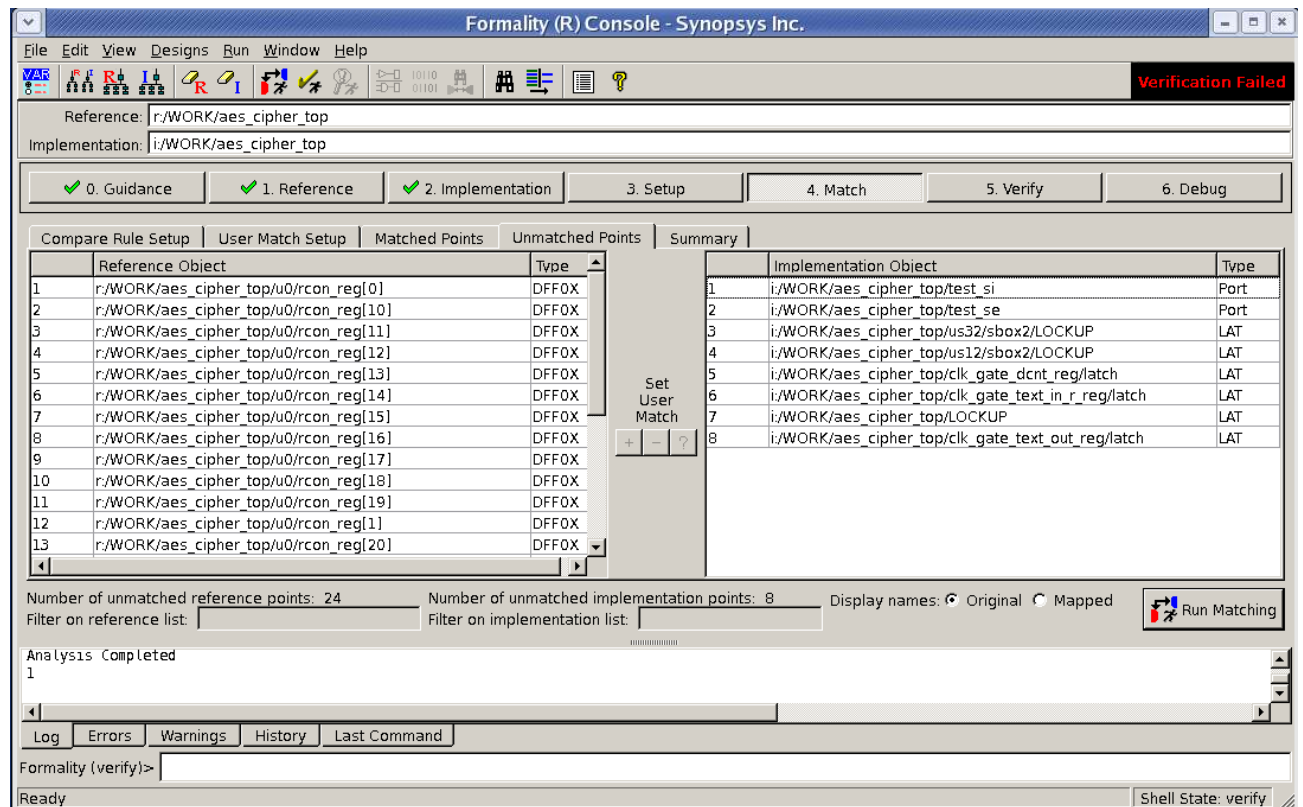 Formality (R) Console - Synopsys Inc.
File Edit View Designs Run Window Help
Verification Failed
Reference: r:/WORK/aes_cipher_top
Implementation: i:/WORK/aes_cipher_top
0. Guidance 1. Reference 2. Implementation 3. Setup 4. Match 5. Verify 6. Debug
Compare Rule Setup User Match Setup Matched Points Unmatched Points Summary
Reference Object Type
1 r:/WORK/aes_cipher_top/u0/rcon_reg[0] DFF0X
2 r:/WORK/aes_cipher_top/u0/rcon_reg[10] DFF0X
3 r:/WORK/aes_cipher_top/u0/rcon_reg[11] DFF0X
4 r:/WORK/aes_cipher_top/u0/rcon_reg[12] DFF0X
5 r:/WORK/aes_cipher_top/u0/rcon_reg[13] DFF0X
6 r:/WORK/aes_cipher_top/u0/rcon_reg[14] DFF0X
7 r:/WORK/aes_cipher_top/u0/rcon_reg[15] DFF0X
8 r:/WORK/aes_cipher_top/u0/rcon_reg[16] DFF0X
9 r:/WORK/aes_cipher_top/u0/rcon_reg[17] DFF0X
10 r:/WORK/aes_cipher_top/u0/rcon_reg[18] DFF0X
11 r:/WORK/aes_cipher_top/u0/rcon_reg[19] DFF0X
12 r:/WORK/aes_cipher_top/u0/rcon_reg[1] DFF0X
13 r:/WORK/aes_cipher_top/u0/rcon_reg[20] DFF0X
Set
User
Match
+ - ?
Implementation Object Type
1 i:/WORK/aes_cipher_top/test_si Port
2 i:/WORK/aes_cipher_top/test_se Port
3 i:/WORK/aes_cipher_top/us32/sbox2/LOCKUP LAT
4 i:/WORK/aes_cipher_top/us12/sbox2/LOCKUP LAT
5 i:/WORK/aes_cipher_top/clk_gate_dcnt_reg/latch LAT
6 i:/WORK/aes_cipher_top/clk_gate_text_in_r_reg/latch LAT
7 i:/WORK/aes_cipher_top/LOCKUP LAT
8 i:/WORK/aes_cipher_top/clk_gate_text_out_reg/latch LAT
Number of unmatched reference points: 24 Number of unmatched implementation points: 8 Display names: Original Mapped
Filter on reference list: Filter on implementation list: Run Matching
Analysis Completed
1
Log Errors Warnings History Last Command
Formality (verify)>
Ready Shell State: verify